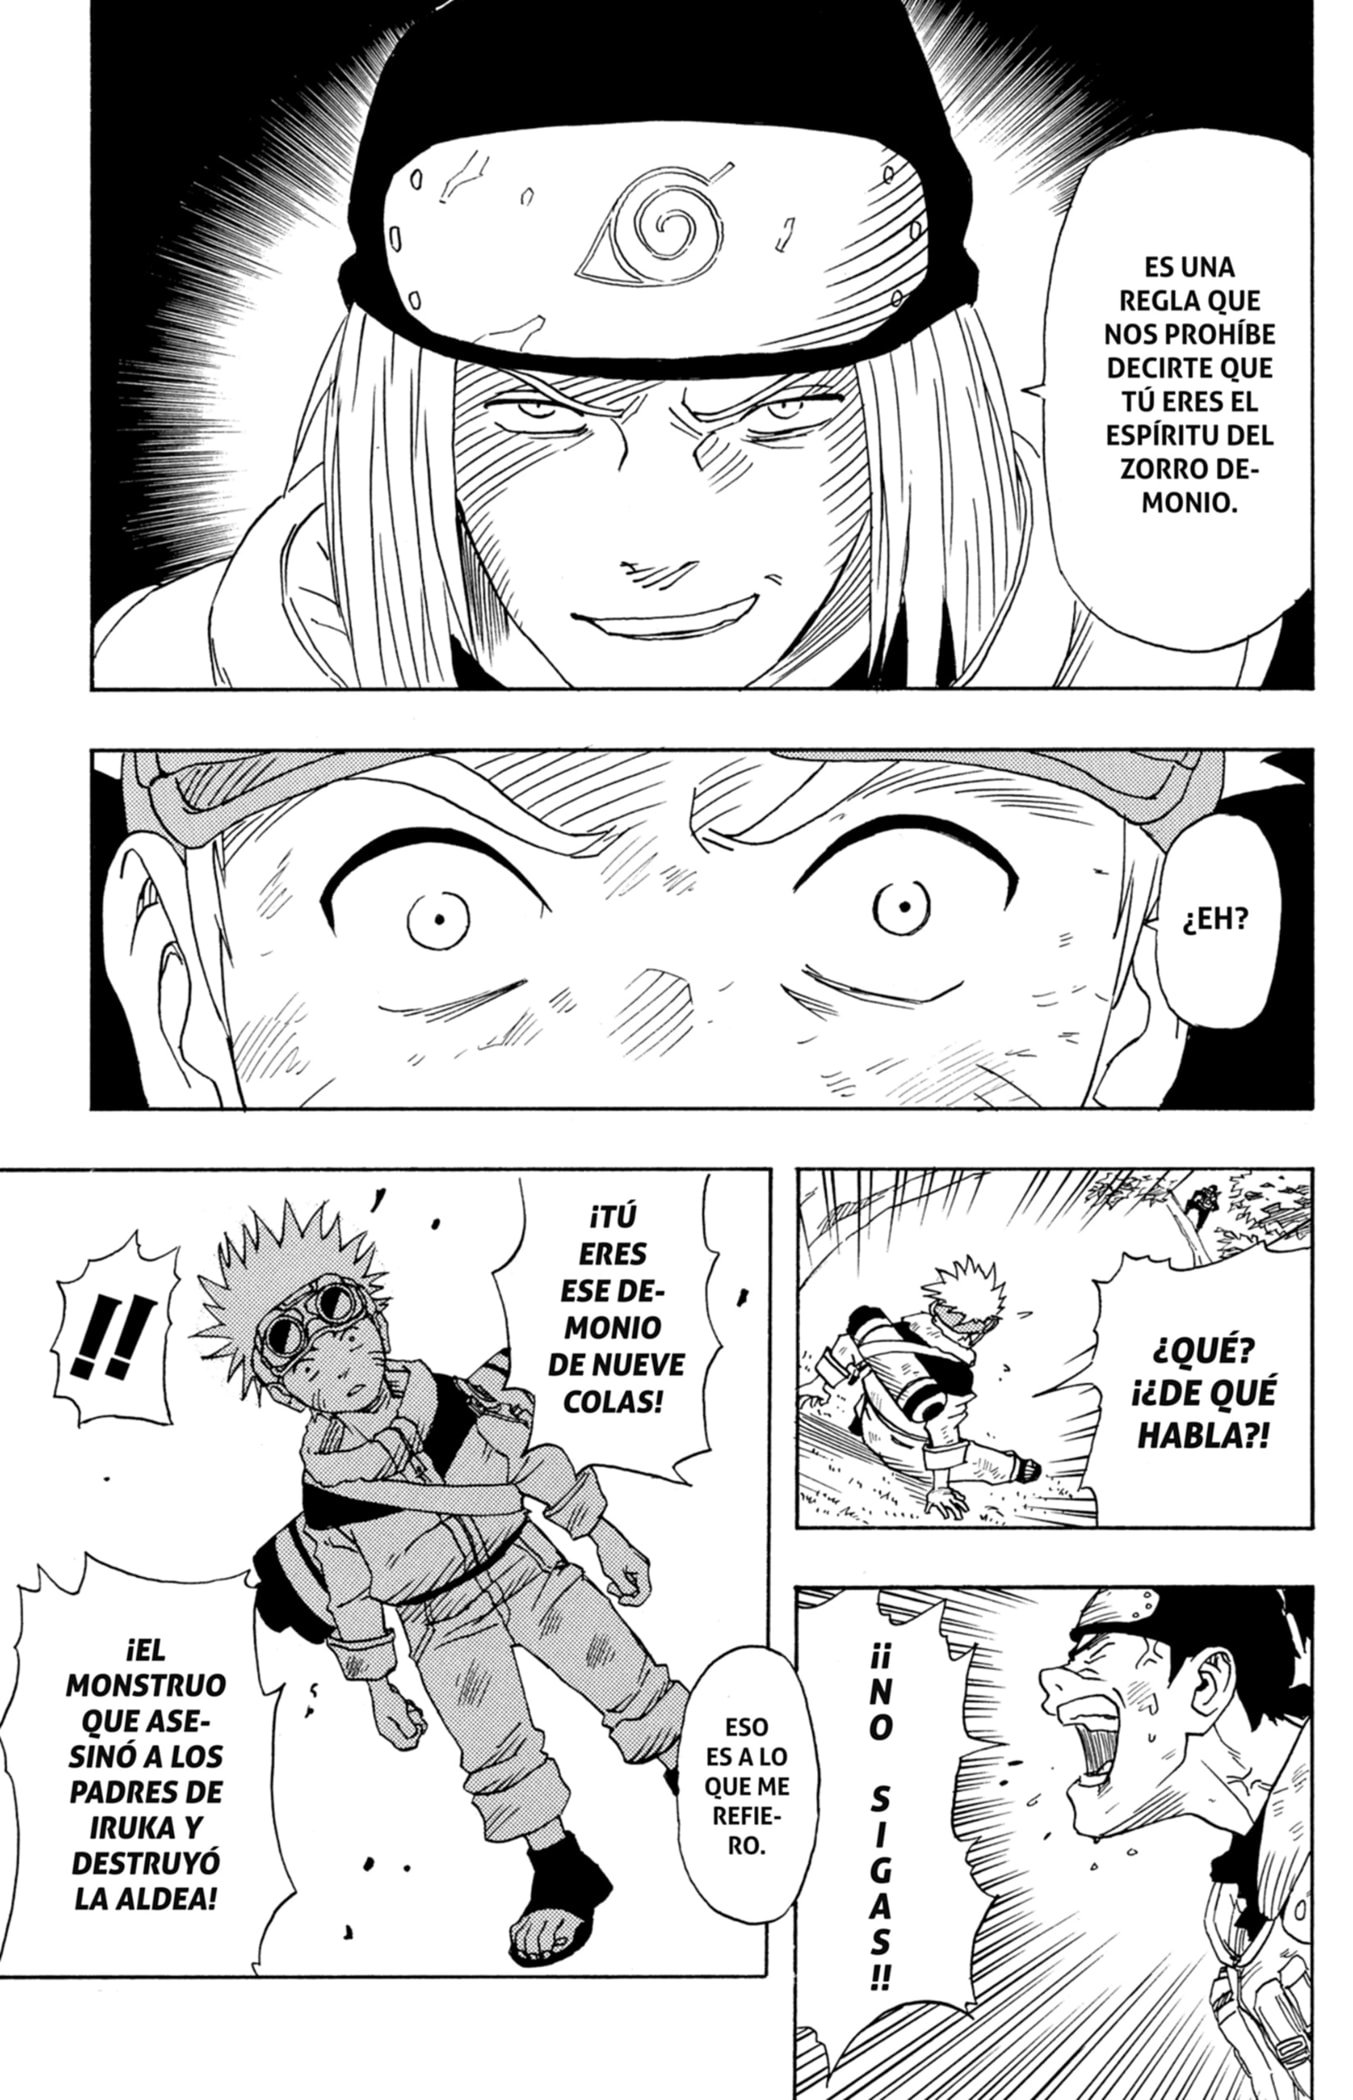 ES UNA
REGLA QUE
NOS PROHÍBE
DECIRTE QUE
TÚ ERES EL
ESPÍRITU DEL
ZORRO DE-
MONIO.
¿EH?
¿QUÉ?
¡¿DE QUÉ
HABLA?!
¡¡NO SIGAS!!
ESO
ES A LO
QUE ME
REFIE-
RO.
¡TÚ
ERES
ESE DE-
MONIO
DE NUEVE
COLAS!
!!
¡EL
MONSTRUO
QUE ASE-
SINÓ A LOS
PADRES DE
IRUKA Y
DESTRUYÓ
LA ALDEA!